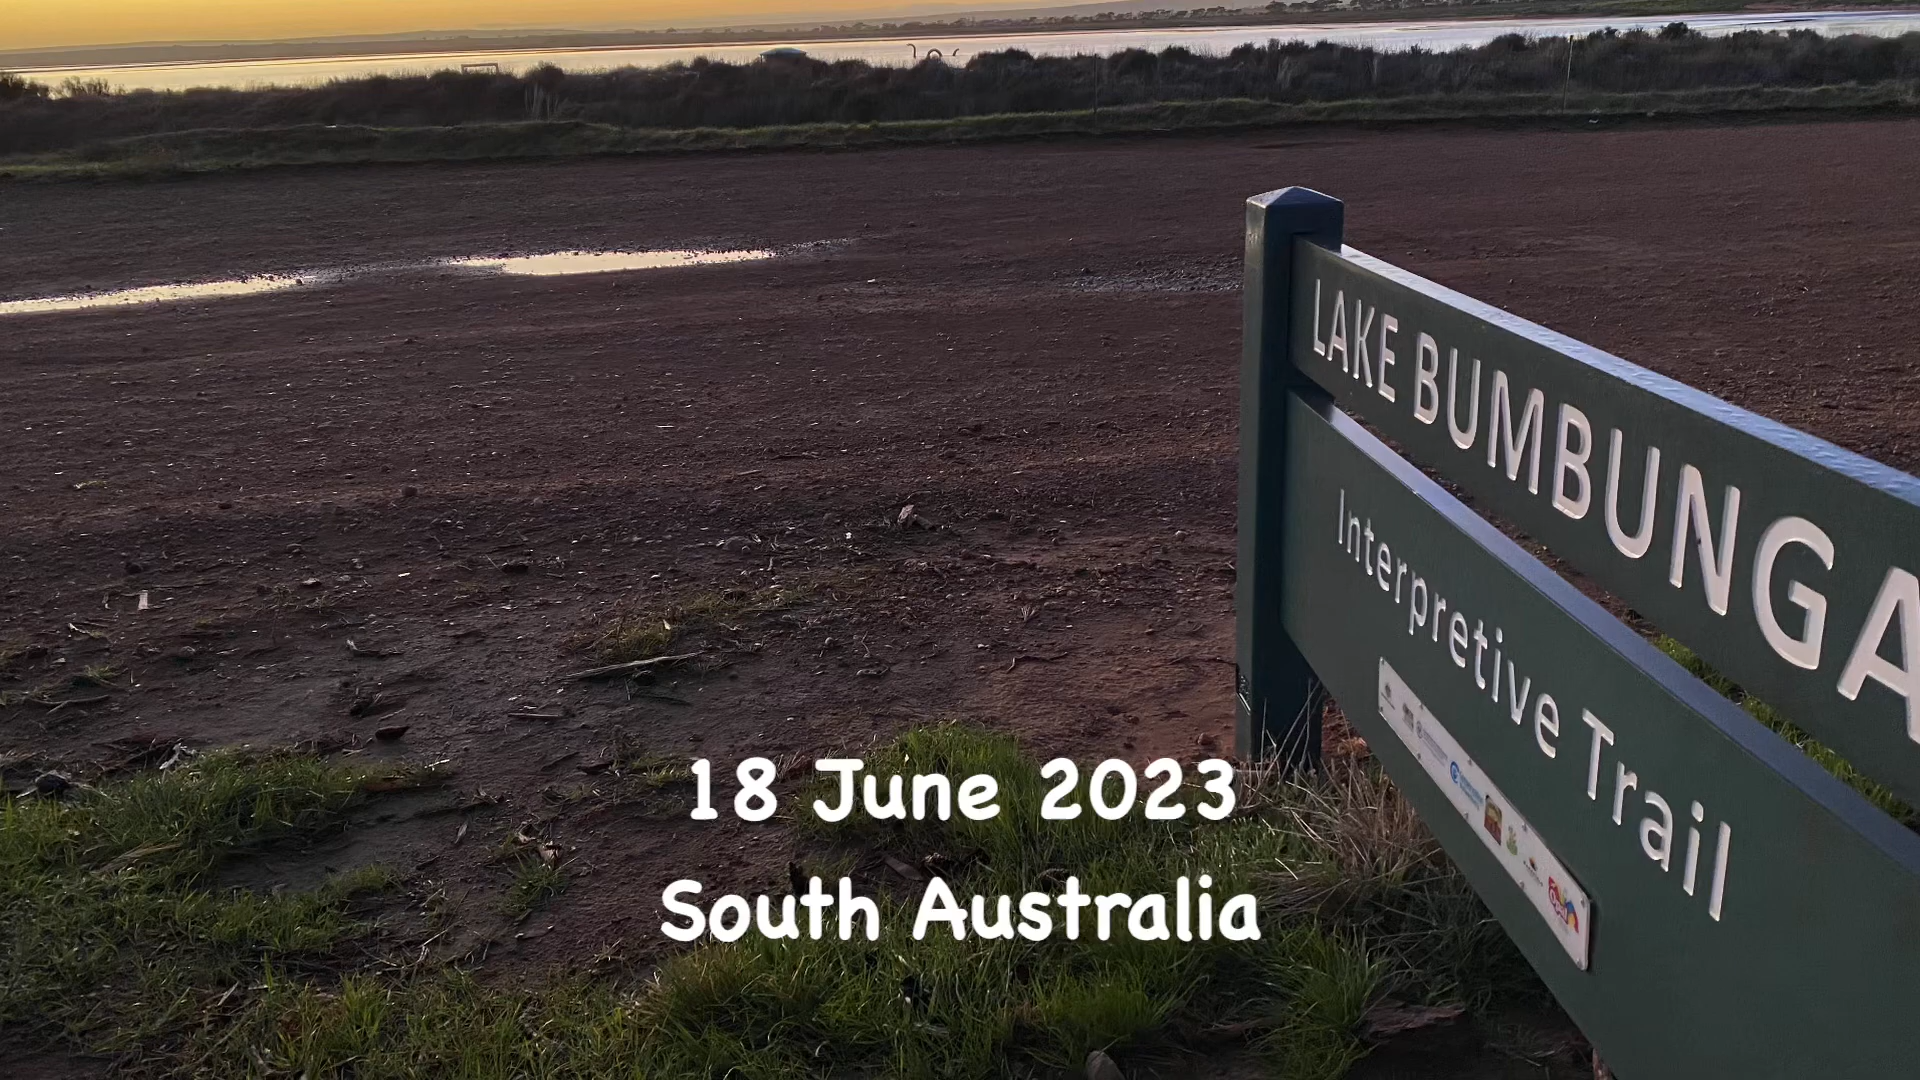 LAKE BUMBUNGA
Interpretive Trail
18 June 2023
South Australia